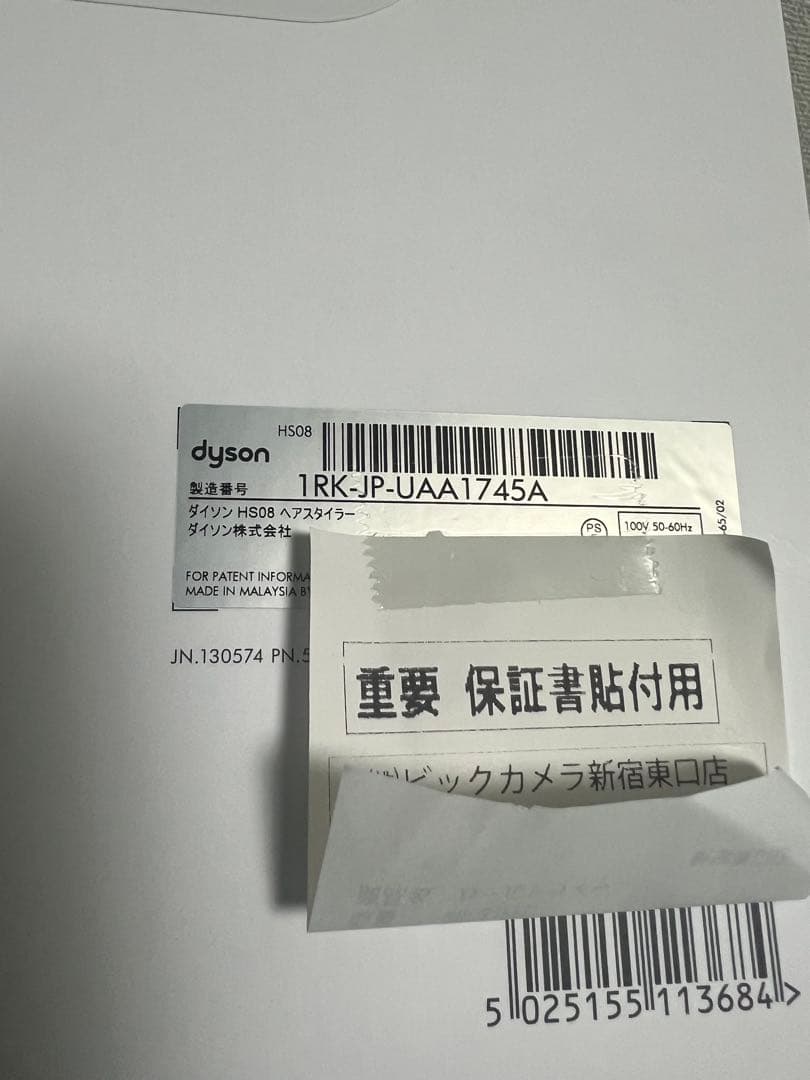 HS08
dyson
製造番号 1RK-JP-UAA1745A
ダイソン HS08 ヘアスタイラー
ダイソン株式会社
PS
100V 50-60Hz
65/02
FOR PATENT
MADE IN MALAYSIA
JN.130574 PN.5
重要 保証書貼付用
ビックカメラ新宿東口店
5 025155 113684 >